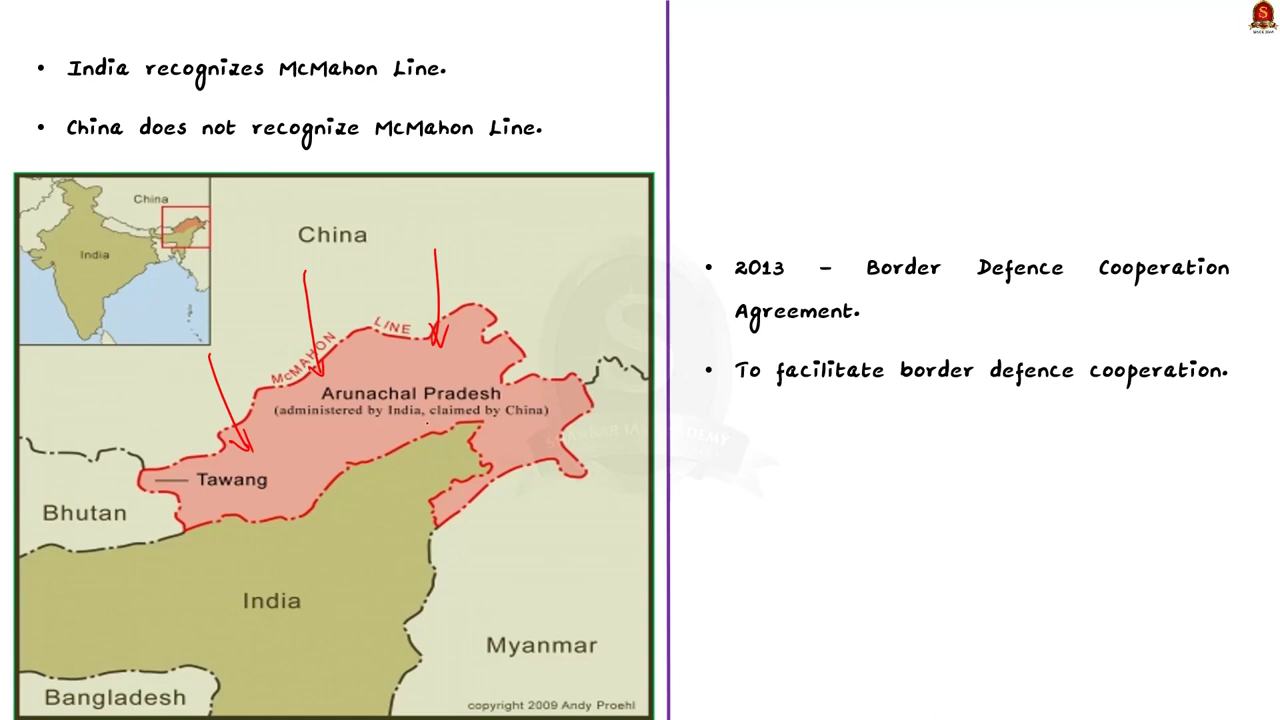 • India recognizes McMahon Line.
• China does not recognize McMahon Line.
China
India
China
McMAHON LINE
Arunachal Pradesh
(administered by India, claimed by China)
Tawang
Bhutan
India
Myanmar
Bangladesh
copyright 2009 Andy Proehl
• 2013 - Border Defence Cooperation
Agreement.
• To facilitate border defence cooperation.
S